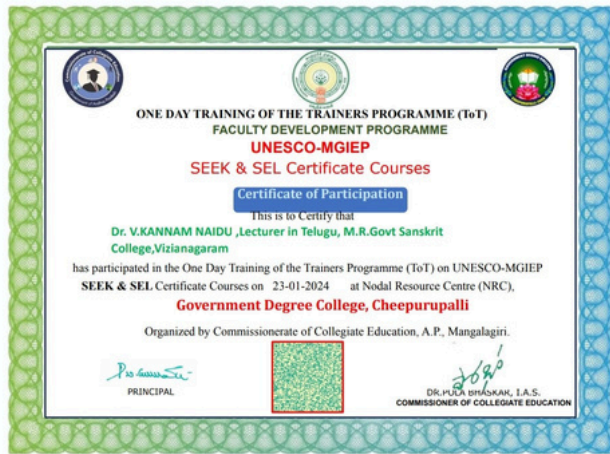 ONE DAY TRAINING OF THE TRAINERS PROGRAMME (ToT)
FACULTY DEVELOPMENT PROGRAMME
UNESCO-MGIEP
SEEK & SEL Certificate Courses
Certificate of Participation
This is to Certify that
Dr. V.KANNAM NAIDU ,Lecturer in Telugu, M.R.Govt Sanskrit
College,Vizianagaram
has participated in the One Day Training of the Trainers Programme (ToT) on UNESCO-MGIEP
SEEK & SEL Certificate Courses on 23-01-2024 at Nodal Resource Centre (NRC),
Government Degree College, Cheepurupalli
Organized by Commissionerate of Collegiate Education, A.P., Mangalagiri.
PRINCIPAL
DR.POLA BHASKAR, I.A.S.
COMMISSIONER OF COLLEGIATE EDUCATION